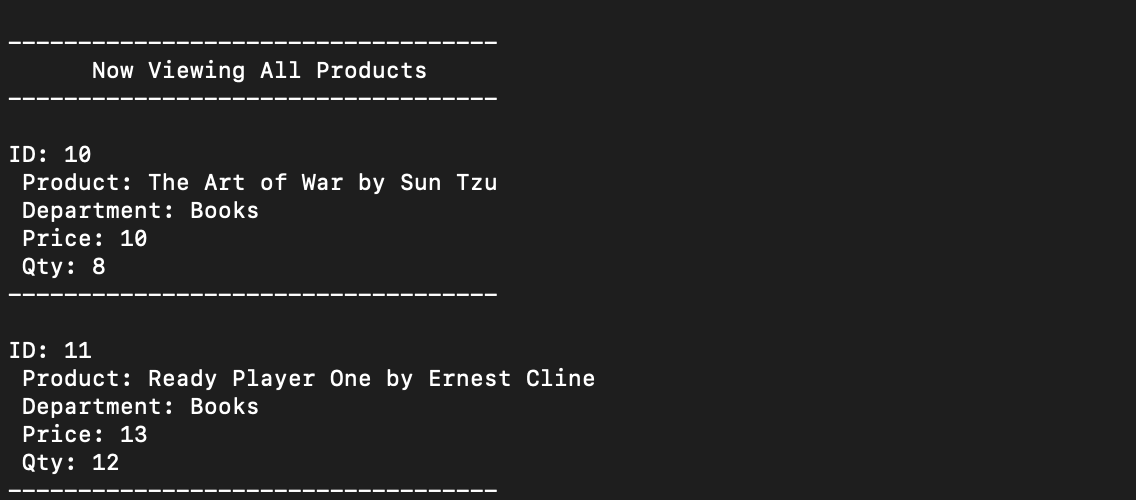 -----------------------------------
Now Viewing All Products
-----------------------------------
ID: 10
Product: The Art of War by Sun Tzu
Department: Books
Price: 10
Qty: 8
-----------------------------------
ID: 11
Product: Ready Player One by Ernest Cline
Department: Books
Price: 13
Qty: 12
-----------------------------------